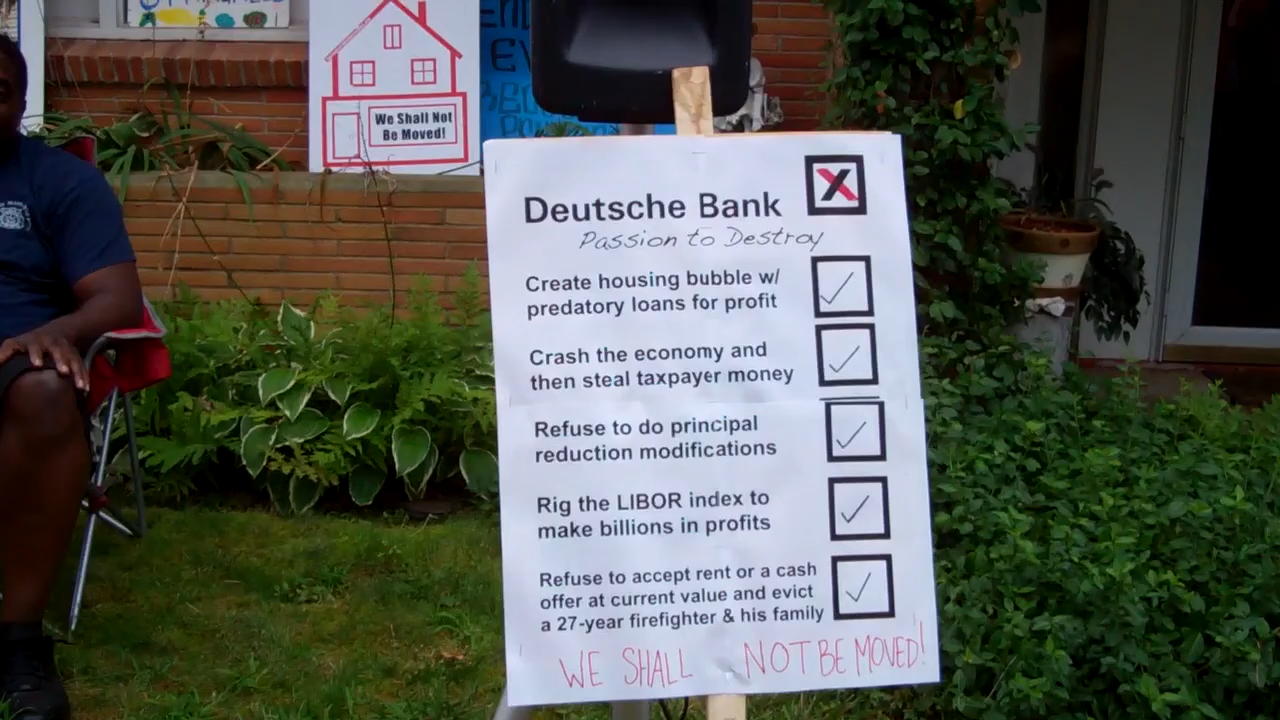 We Shall Not
Be Moved!
Deutsche Bank
Passion to Destroy
Create housing bubble w/
predatory loans for profit
Crash the economy and
then steal taxpayer money
Refuse to do principal
reduction modifications
Rig the LIBOR index to
make billions in profits
Refuse to accept rent or a cash
offer at current value and evict
a 27-year firefighter & his family
WE SHALL NOT BE MOVED!